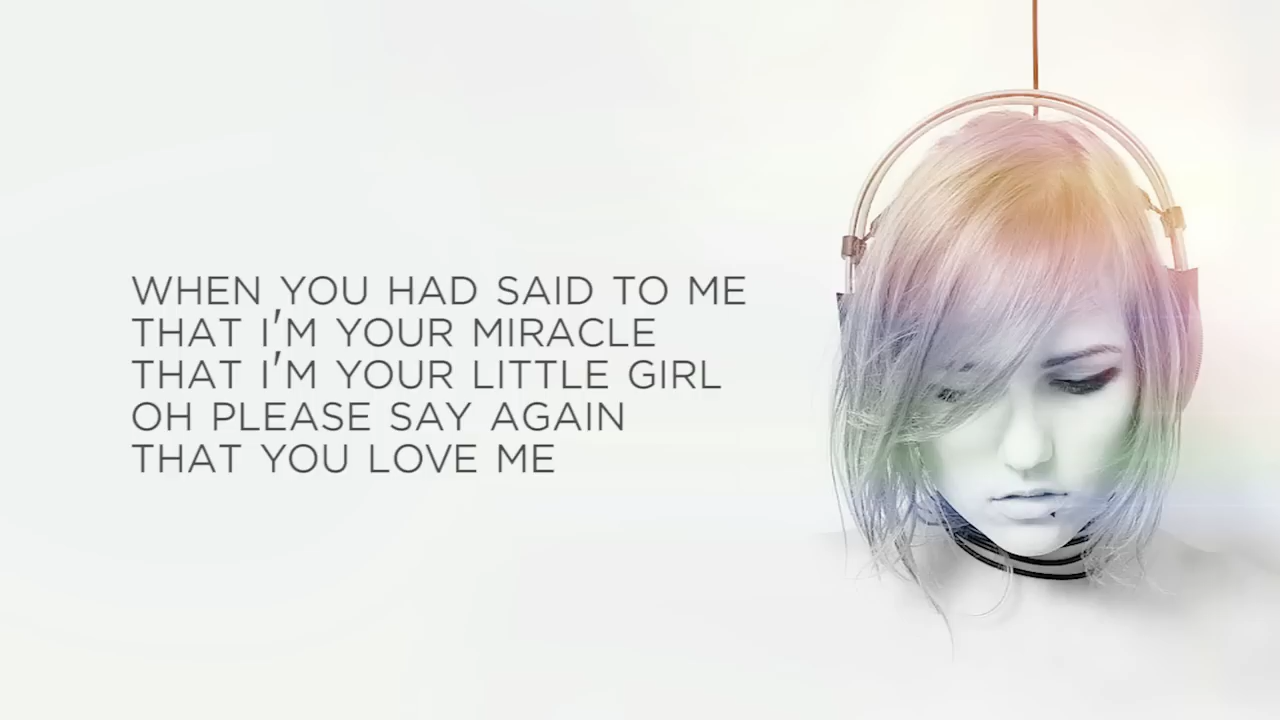 WHEN YOU HAD SAID TO ME
THAT I'M YOUR MIRACLE
THAT I'M YOUR LITTLE GIRL
OH PLEASE SAY AGAIN
THAT YOU LOVE ME